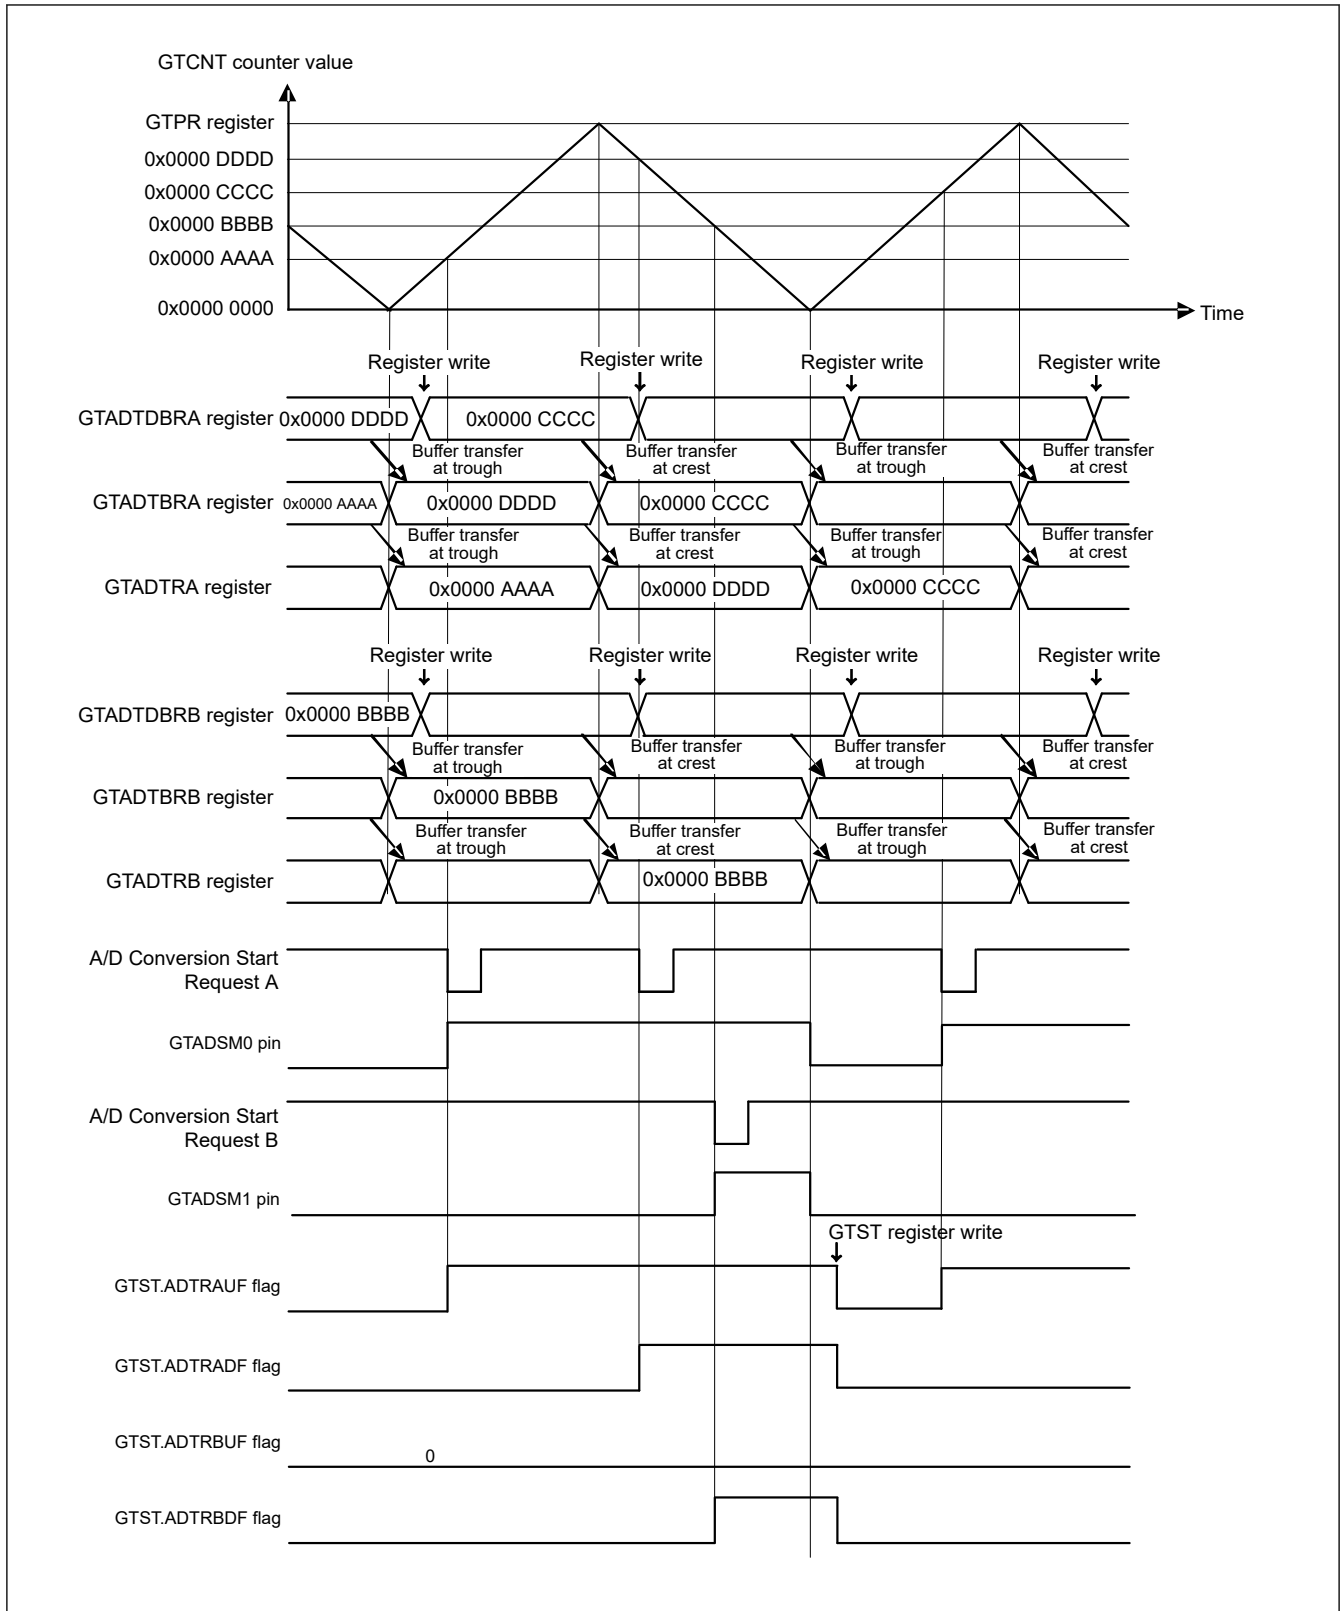 GTCNT counter value
GTPR register
0x0000 DDDD
0x0000 CCCC
0x0000 BBBB
0x0000 AAAA
0x0000 0000
Time
Register write Register write Register write Register write
GTADTDBRA register 0x0000 DDDD 0x0000 CCCC
Buffer transfer Buffer transfer Buffer transfer Buffer transfer
at trough at crest at trough at crest
GTADTBRA register 0x0000 AAAA 0x0000 DDDD 0x0000 CCCC
Buffer transfer Buffer transfer Buffer transfer Buffer transfer
at trough at crest at trough at crest
GTADTRA register 0x0000 AAAA 0x0000 DDDD 0x0000 CCCC
Register write Register write Register write Register write
GTADTDBRB register 0x0000 BBBB
Buffer transfer Buffer transfer Buffer transfer Buffer transfer
at trough at crest at trough at crest
GTADTBRB register 0x0000 BBBB
Buffer transfer Buffer transfer Buffer transfer Buffer transfer
at trough at crest at trough at crest
GTADTRB register 0x0000 BBBB
A/D Conversion Start
Request A
GTADSM0 pin
A/D Conversion Start
Request B
GTADSM1 pin
GTST register write
GTST.ADTRAUF flag
GTST.ADTRADF flag
GTST.ADTRBUF flag
0
GTST.ADTRBDF flag